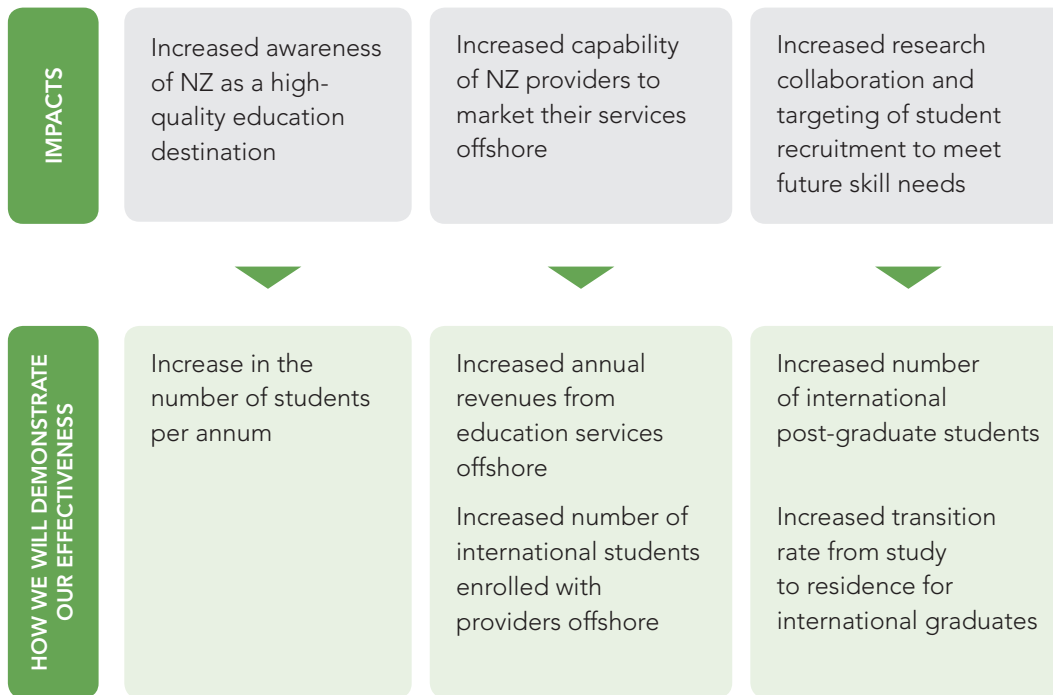 IMPACTS
Increased awareness
of NZ as a high-
quality education
destination
Increased capability
of NZ providers to
market their services
offshore
Increased research
collaboration and
targeting of student
recruitment to meet
future skill needs
HOW WE WILL DEMONSTRATE
OUR EFFECTIVENESS
Increase in the
number of students
per annum
Increased annual
revenues from
education services
offshore
Increased number of
international students
enrolled with
providers offshore
Increased number
of international
post-graduate students
Increased transition
rate from study
to residence for
international graduates